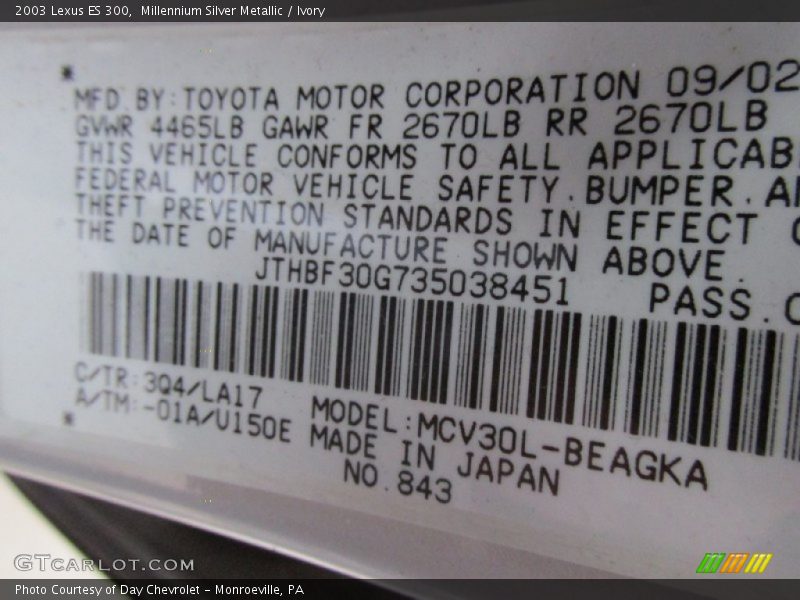 2003 Lexus ES 300, Millennium Silver Metallic / Ivory
MFD BY:TOYOTA MOTOR CORPORATION 09/02
GVWR 4465LB GAWR FR 2670LB RR 2670LB
THIS VEHICLE CONFORMS TO ALL APPLICAB
FEDERAL MOTOR VEHICLE SAFETY.BUMPER.A
THEFT PREVENTION STANDARDS IN EFFECT
THE DATE OF MANUFACTURE SHOWN ABOVE.
JTHBF30G735038451 PASS.C
C/TR:3Q4/LA17 MODEL:MCV30L-BEAGKA
A/TM:-01A/U150E MADE IN JAPAN
NO.843
GTCARLOT.COM
Photo Courtesy of Day Chevrolet - Monroeville, PA